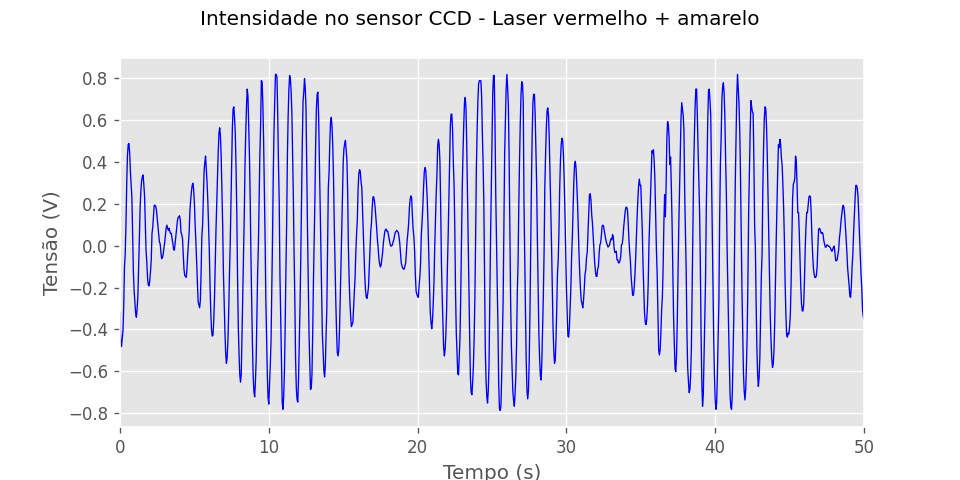 Intensidade no sensor CCD - Laser vermelho + amarelo
0.8
0.6
0.4
0.2
0.0
−0.2
−0.4
−0.6
−0.8
Tensão (V)
0 10 20 30 40 50
Tempo (s)